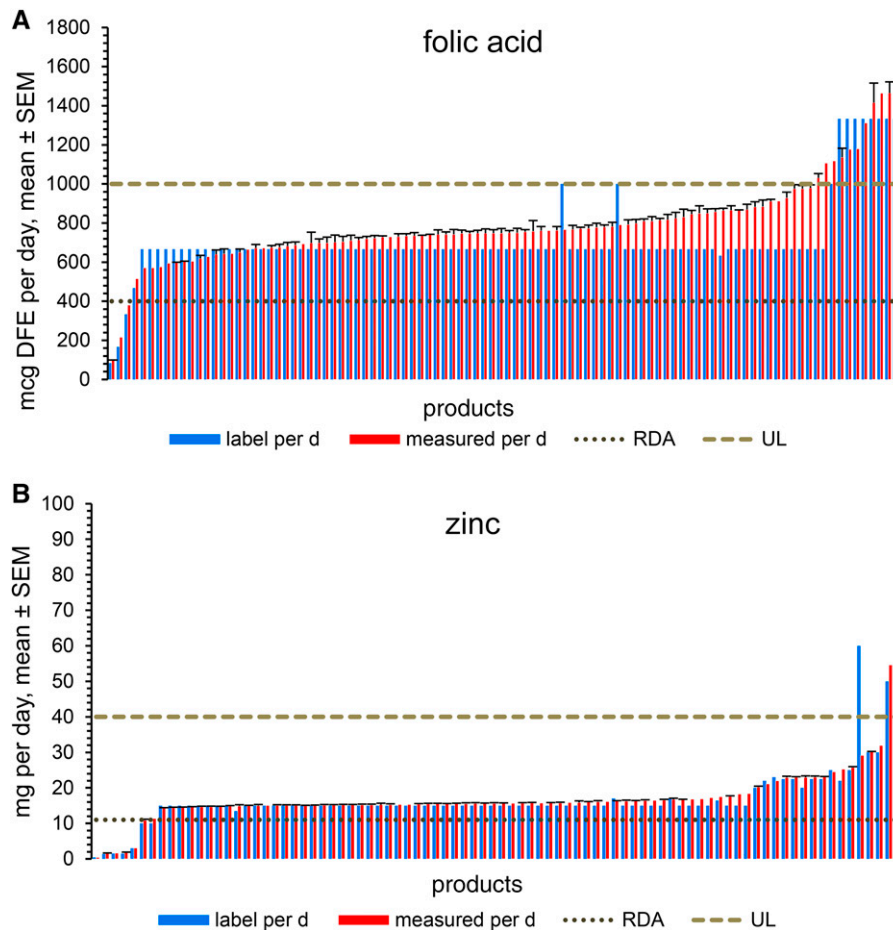 A
folic acid
mcg DFE per day, mean ± SEM
1800
1600
1400
1200
1000
800
600
400
200
0
products
label per d measured per d RDA UL
B
zinc
mg per day, mean ± SEM
100
90
80
70
60
50
40
30
20
10
0
products
label per d measured per d RDA UL